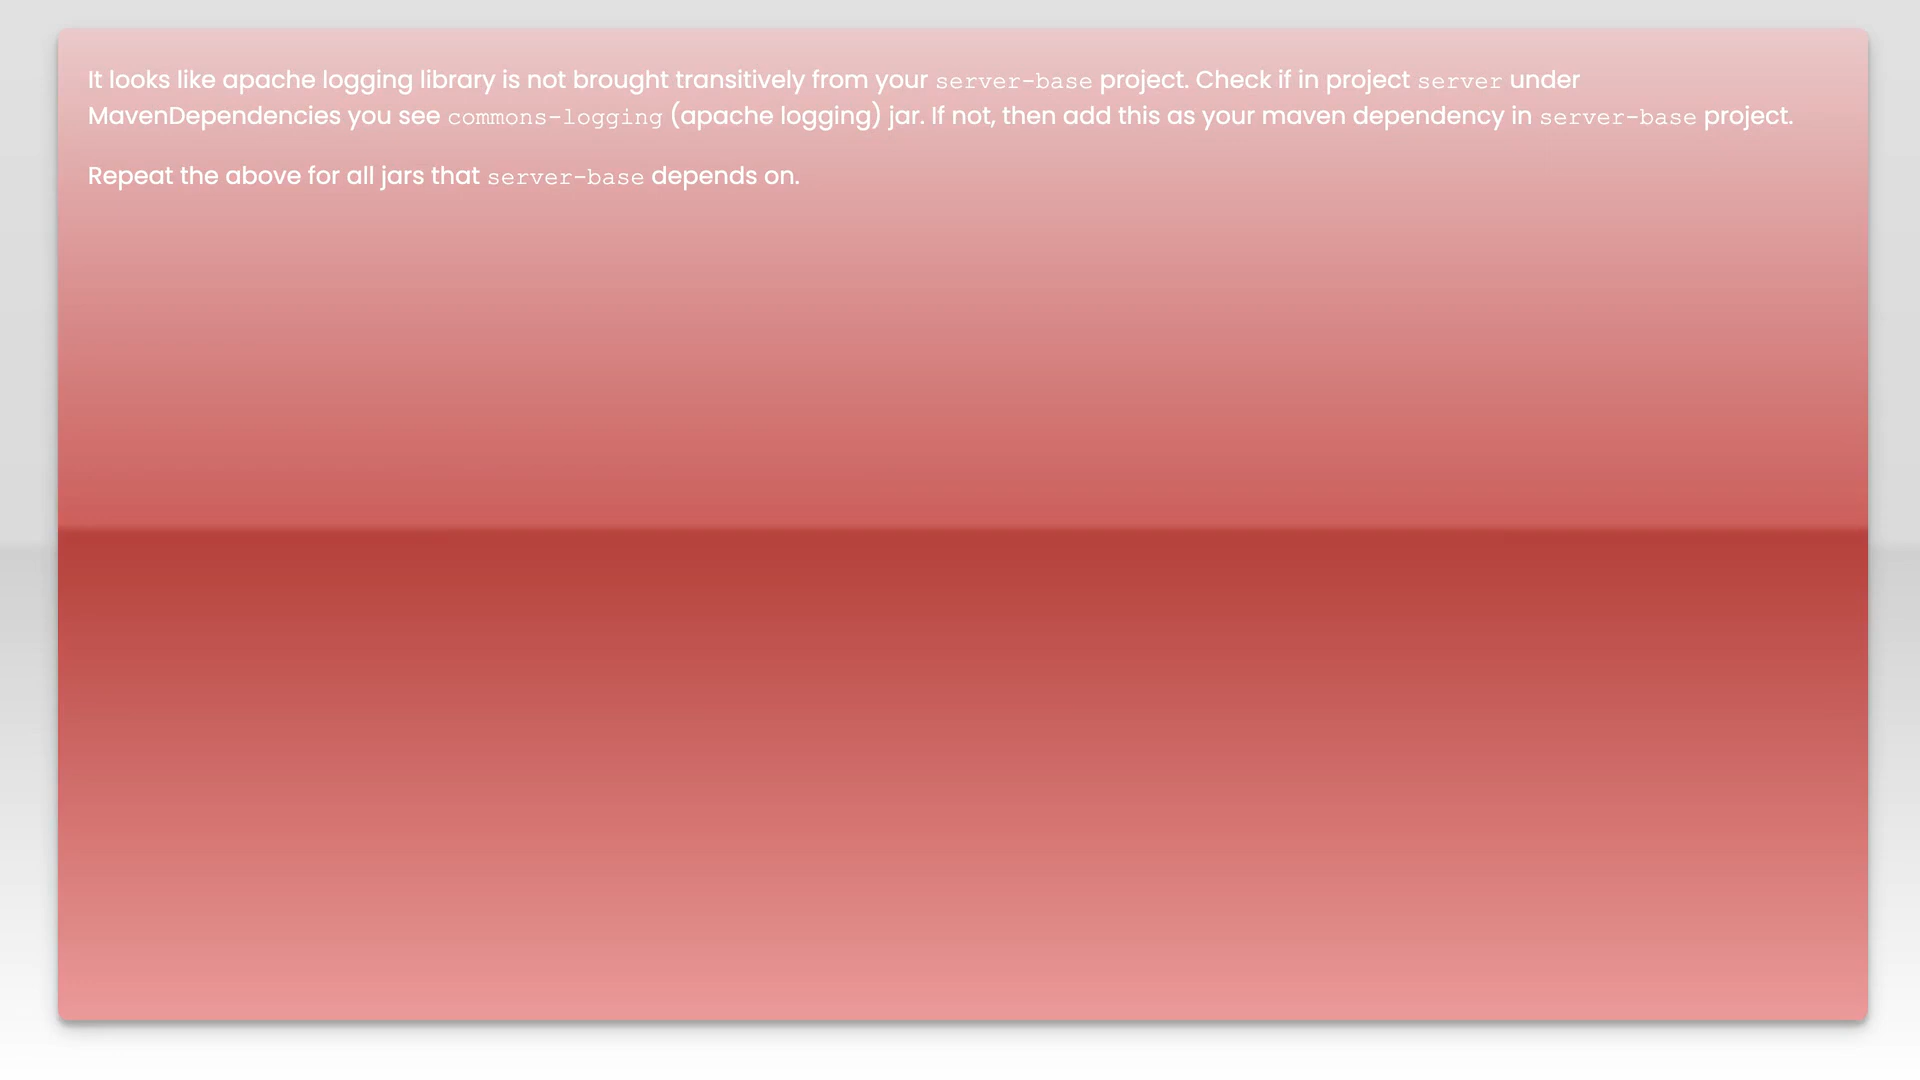 It looks like apache logging library is not brought transitively from your server-base project. Check if in project server under
MavenDependencies you see commons-logging (apache logging) jar. If not, then add this as your maven dependency in server-base project.
Repeat the above for all jars that server-base depends on.